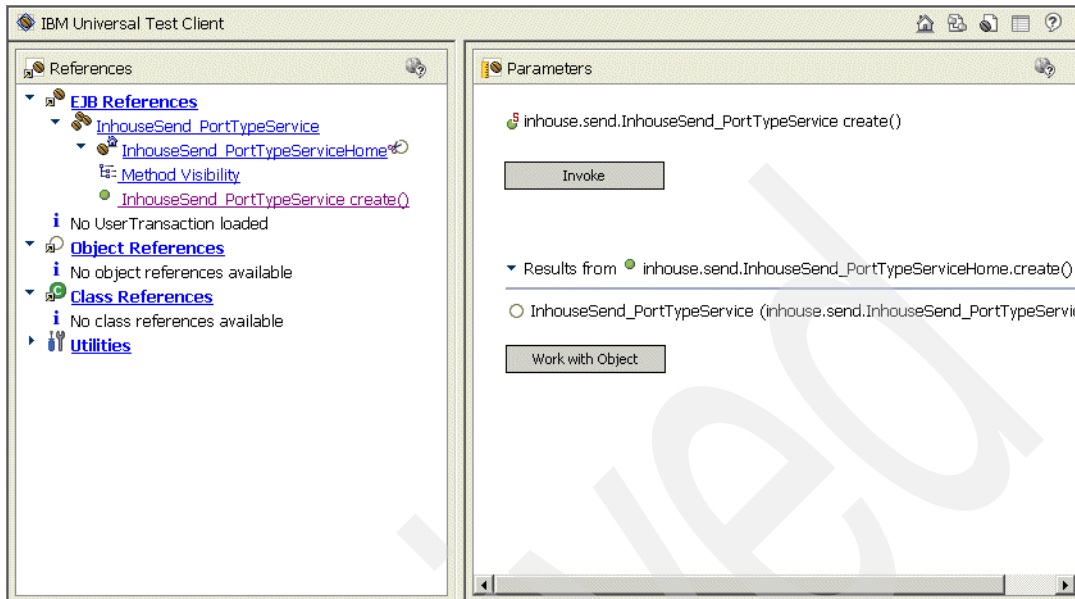 IBM Universal Test Client
References
EJB References
InhouseSend_PortTypeService
InhouseSend_PortTypeServiceHome
Method Visibility
InhouseSend_PortTypeService create()
No UserTransaction loaded
Object References
No object references available
Class References
No class references available
Utilities
Parameters
inhouse.send.InhouseSend_PortTypeService create()
Invoke
Results from inhouse.send.InhouseSend_PortTypeServiceHome.create()
InhouseSend_PortTypeService (inhouse.send.InhouseSend_PortTypeServic
Work with Object